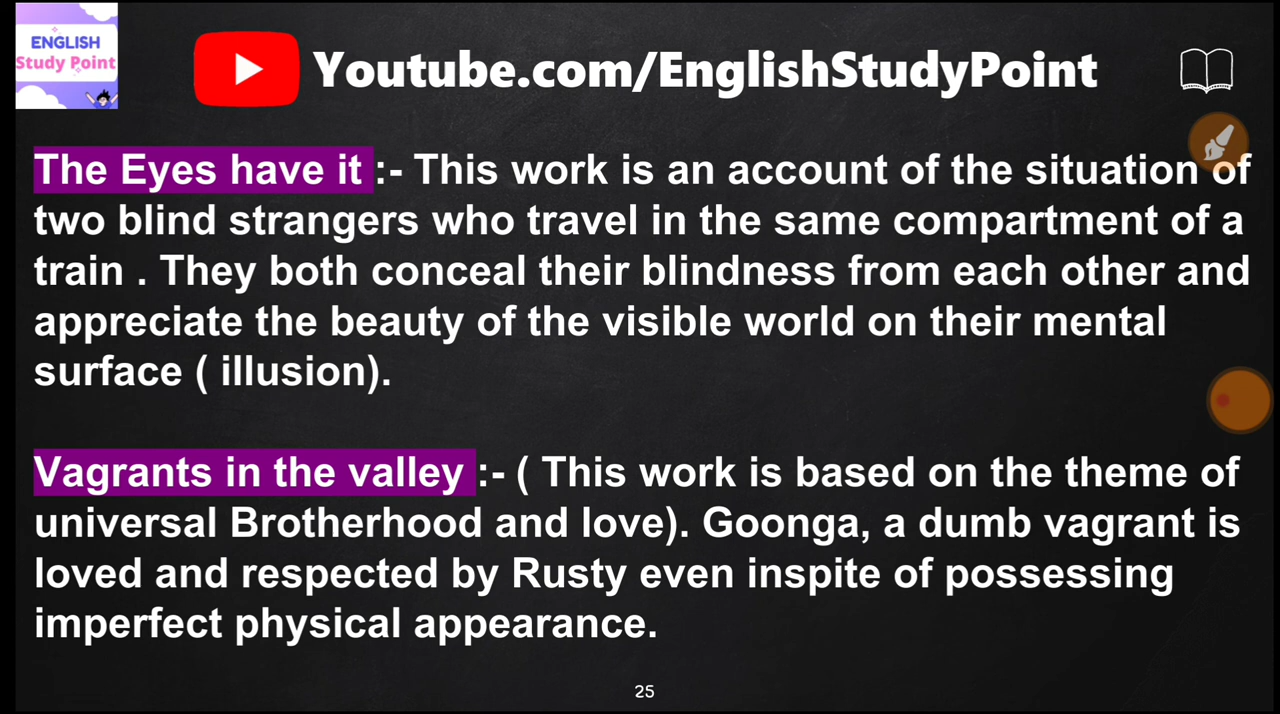 ENGLISH
Study Point
Youtube.com/EnglishStudyPoint
The Eyes have it :- This work is an account of the situation of
two blind strangers who travel in the same compartment of a
train . They both conceal their blindness from each other and
appreciate the beauty of the visible world on their mental
surface ( illusion).
Vagrants in the valley :- ( This work is based on the theme of
universal Brotherhood and love). Goonga, a dumb vagrant is
loved and respected by Rusty even inspite of possessing
imperfect physical appearance.
25